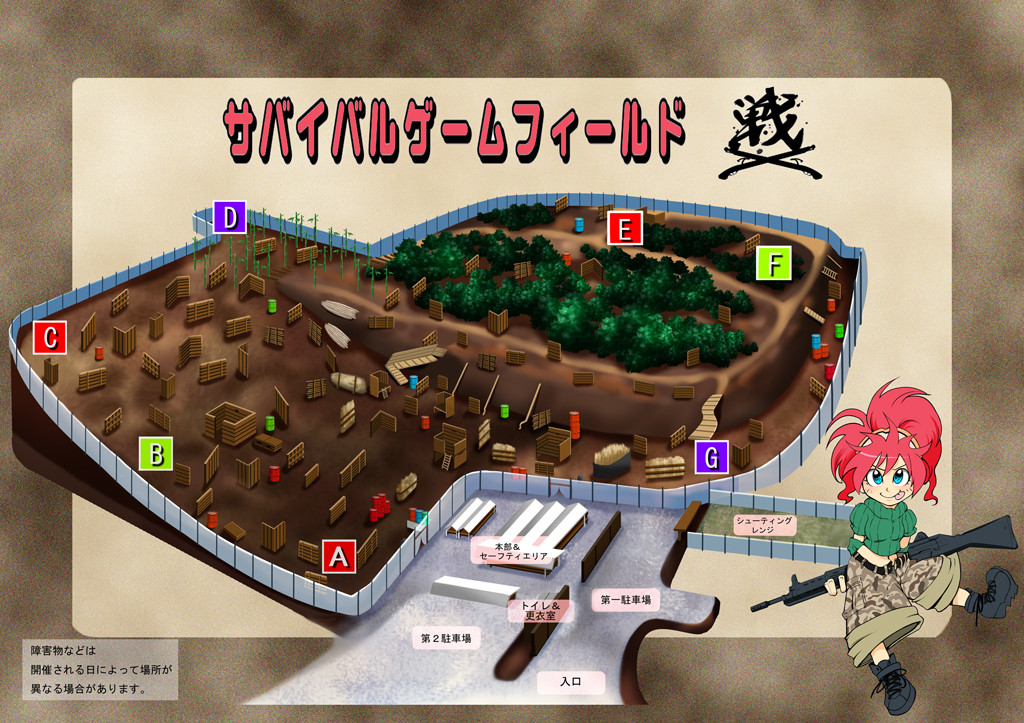 サバイバルゲームフィールド
戦
D
E
F
C
B
G
A
シューティング
レンジ
本部＆
セーフティエリア
トイレ＆
更衣室
第一駐車場
第２駐車場
入口
障害物などは
開催される日によって場所が
異なる場合があります。